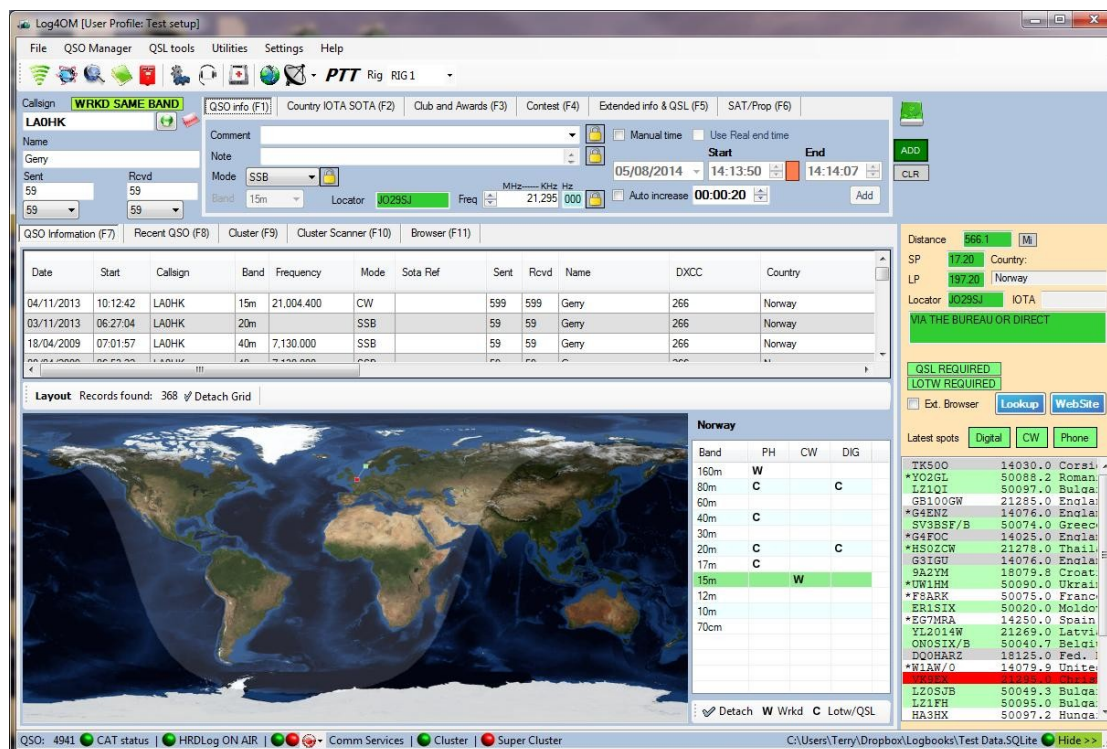 Log4OM [User Profile: Test setup]
File QSO Manager QSL tools Utilities Settings Help
PTT Rig RIG 1
Callsign WRKD SAME BAND
LA0HK
Name
Gerry
Sent Rcvd
59 59
59 59
QSO info (F1) Country IOTA SOTA (F2) Club and Awards (F3) Contest (F4) Extended info & QSL (F5) SAT/Prop (F6)
Comment
Note
Mode SSB
Band 15m Locator JO29SJ Freq MHz------ KHz Hz 21,295 000
Manual time Use Real end time
Start End
05/08/2014 14:13:50 14:14:07
Auto increase 00:00:20 Add
ADD
CLR
QSO Information (F7) Recent QSO (F8) Cluster (F9) Cluster Scanner (F10) Browser (F11)
Date Start Callsign Band Frequency Mode Sota Ref Sent Rcvd Name DXCC Country
04/11/2013 10:12:42 LA0HK 15m 21,004.400 CW 599 599 Gerry 266 Norway
03/11/2013 06:27:04 LA0HK 20m SSB 59 59 Gerry 266 Norway
18/04/2009 07:01:57 LA0HK 40m 7,130.000 SSB 59 59 Gerry 266 Norway
Layout Records found: 368 Detach Grid
Distance 566.1 Mi
SP 17.20 Country:
LP 197.20 Norway
Locator JO29SJ IOTA
VIA THE BUREAU OR DIRECT
QSL REQUIRED
LOTW REQUIRED
Ext. Browser Lookup WebSite
Latest spots Digital CW Phone
Norway
Band PH CW DIG
160m W
80m C C
60m
40m C
30m
20m C C
17m C
15m W
12m
10m
70cm
Detach W Wrkd C Lotw/QSL
TK5OO 14030.0 Corsi
*YO2GL 50088.2 Roman
LZ1QI 50097.0 Bulga
GB100GW 21285.0 Engla
*G4ENZ 14076.0 Engla
SV3BSF/B 50074.0 Greec
*G4FOC 14025.0 Engla
*HS0ZCW 21278.0 Thail
G3IGU 14076.0 Engla
9A2YM 18079.8 Croat
*UW1HM 50090.0 Ukrai
*F8ARK 50075.0 Franc
ER1SIX 50020.0 Moldo
*EG7MRA 14250.0 Spain
YL2014W 21269.0 Latvi
ON0SIX/B 50040.7 Belgi
DQ0HARZ 18125.0 Fed.
*W1AW/0 14079.9 Unite
VK9EX 21295.0 Chris
LZ0SJB 50049.3 Bulga
LZ1FH 50095.0 Bulga
HA3HX 50097.2 Hunga
QSO: 4941 CAT status | HRDLog ON AIR | Comm Services | Cluster | Super Cluster C:\Users\Terry\Dropbox\Logbooks\Test Data.SQLite Hide >>